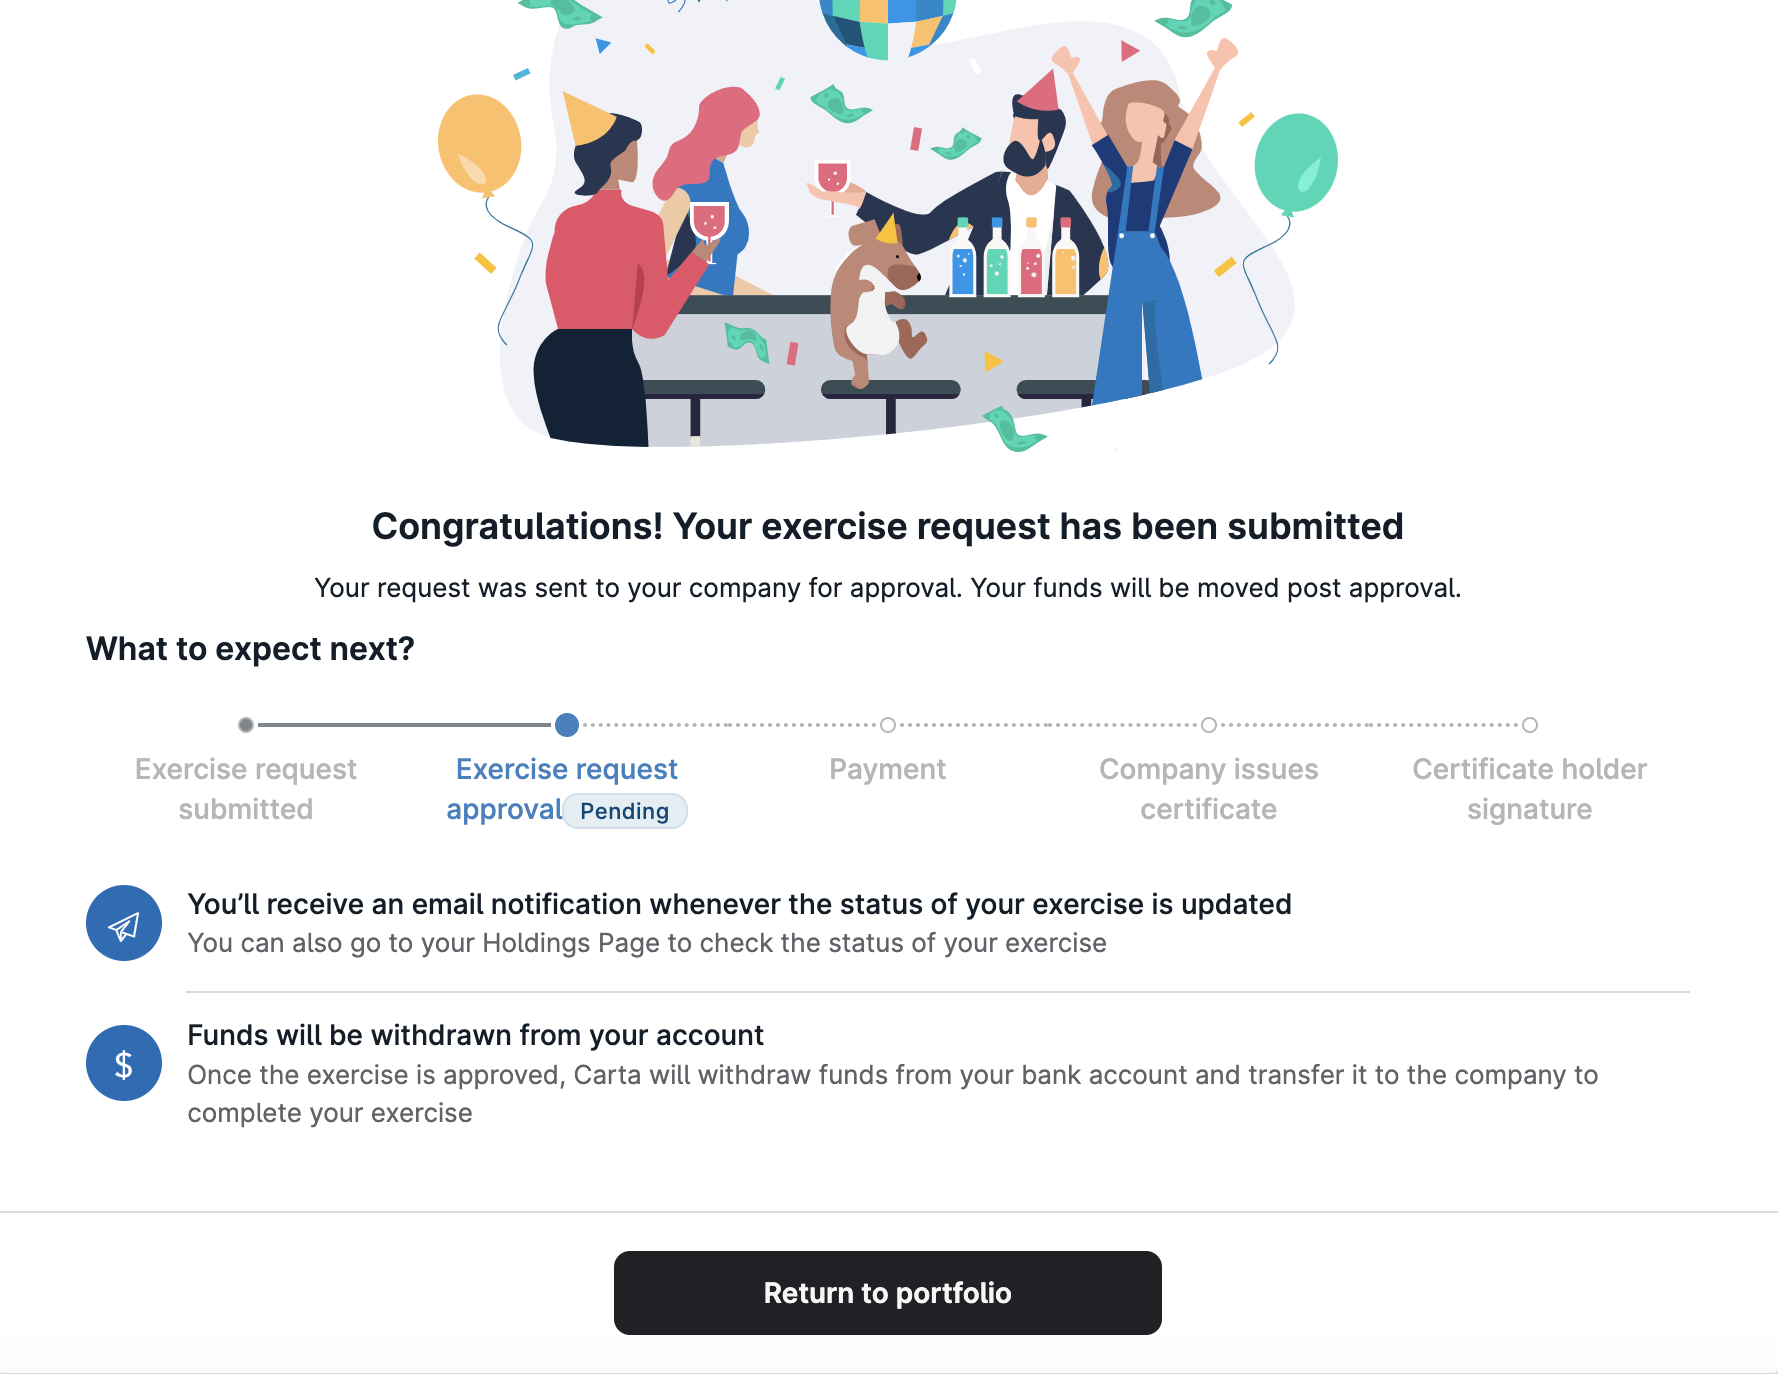 Congratulations! Your exercise request has been submitted
Your request was sent to your company for approval. Your funds will be moved post approval.
What to expect next?
Exercise request
submitted
Exercise request
approval Pending
Payment
Company issues
certificate
Certificate holder
signature
You’ll receive an email notification whenever the status of your exercise is updated
You can also go to your Holdings Page to check the status of your exercise
$
Funds will be withdrawn from your account
Once the exercise is approved, Carta will withdraw funds from your bank account and transfer it to the company to
complete your exercise
Return to portfolio